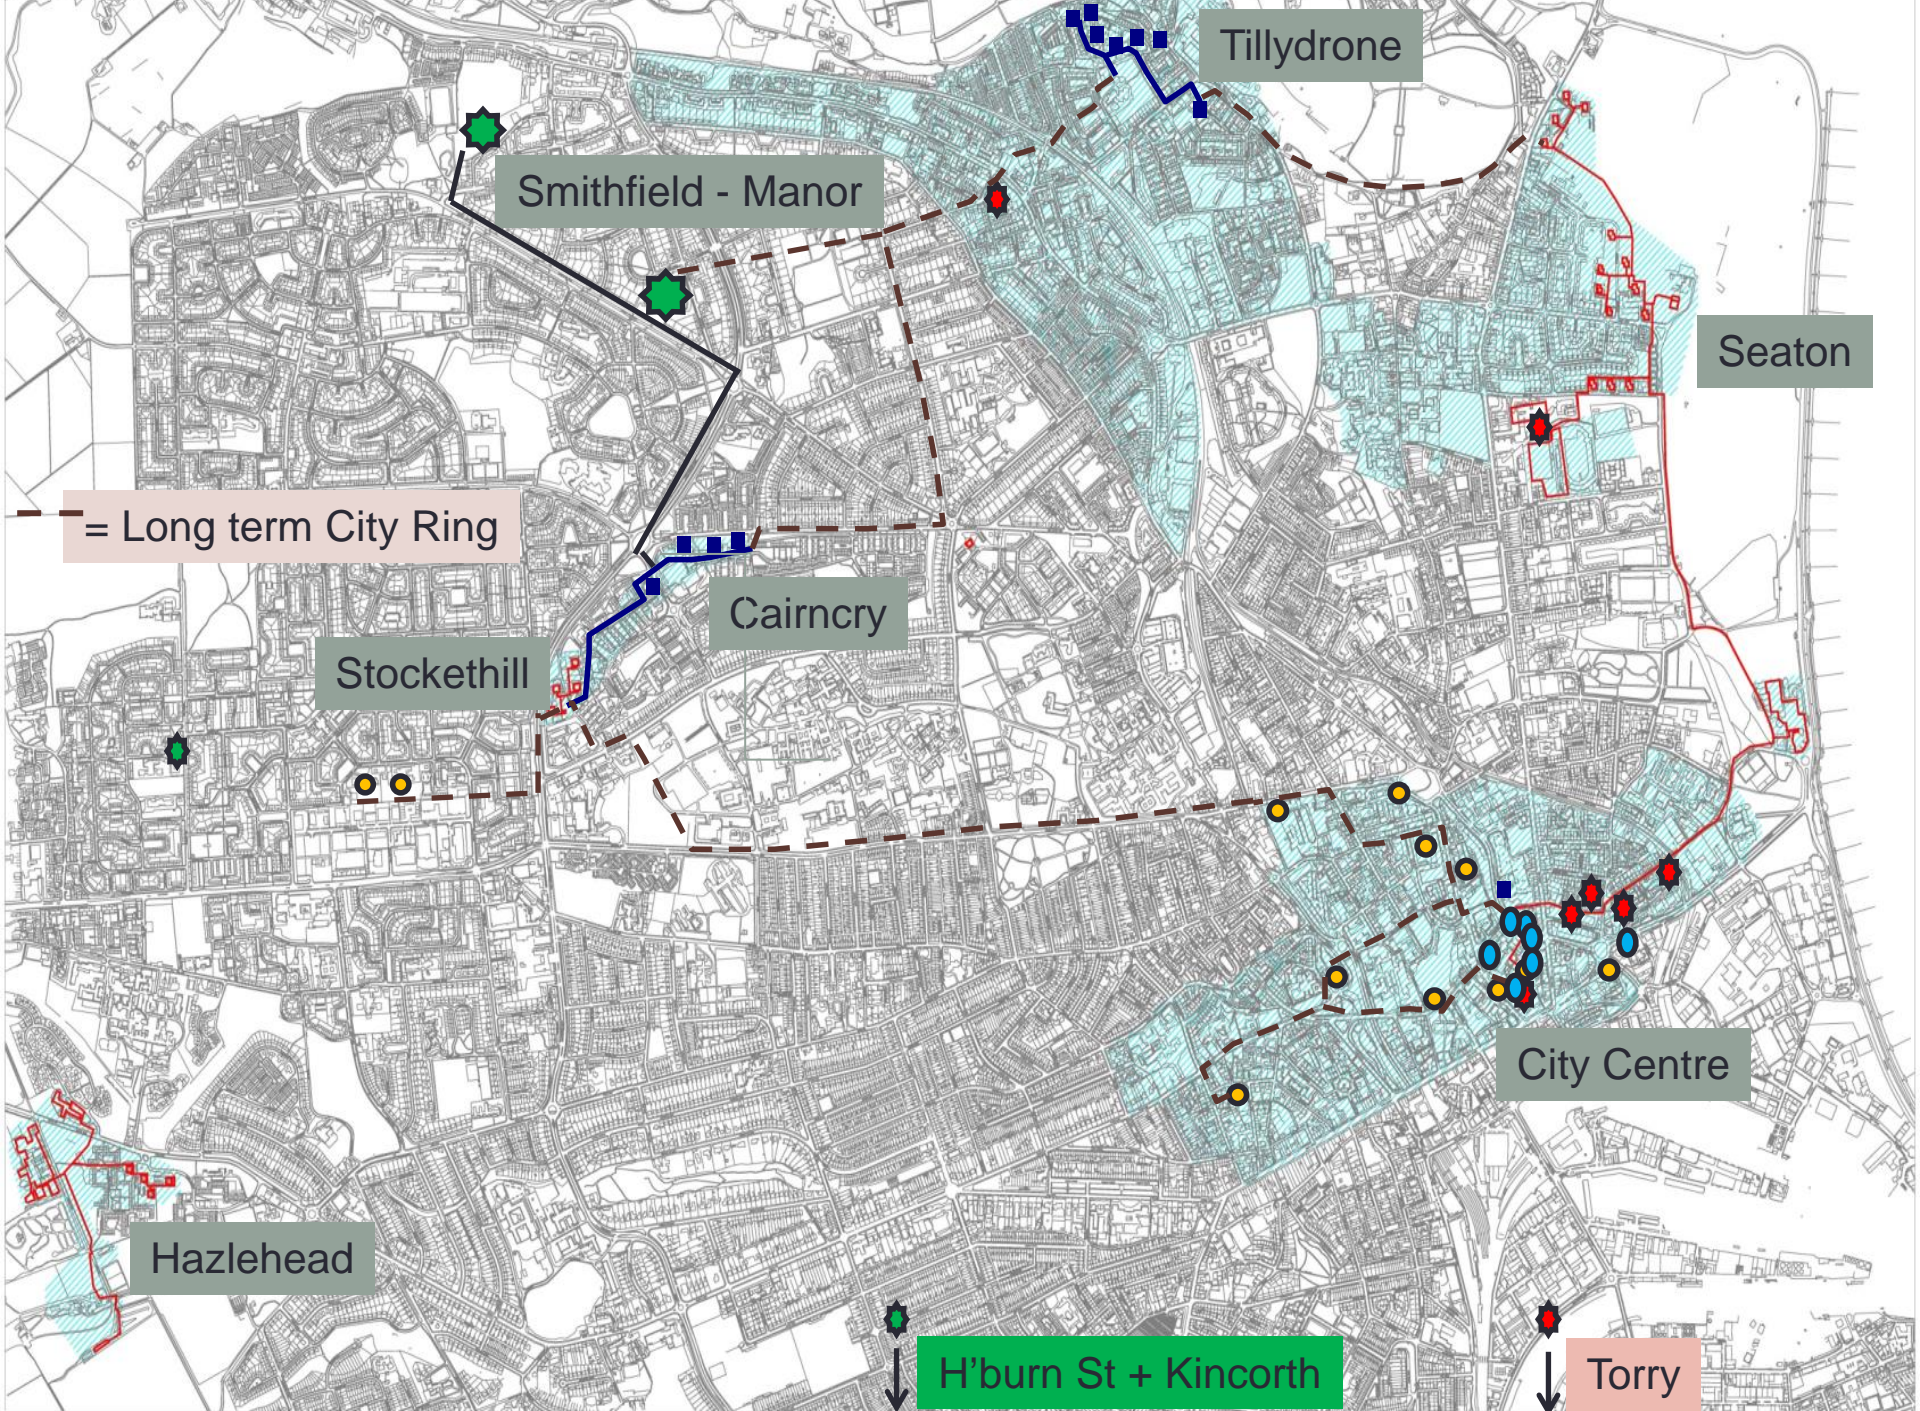 Tillydrone
Smithfield - Manor
Seaton
= Long term City Ring
Cairncry
Stockethill
City Centre
Hazlehead
H'burn St + Kincorth
Torry